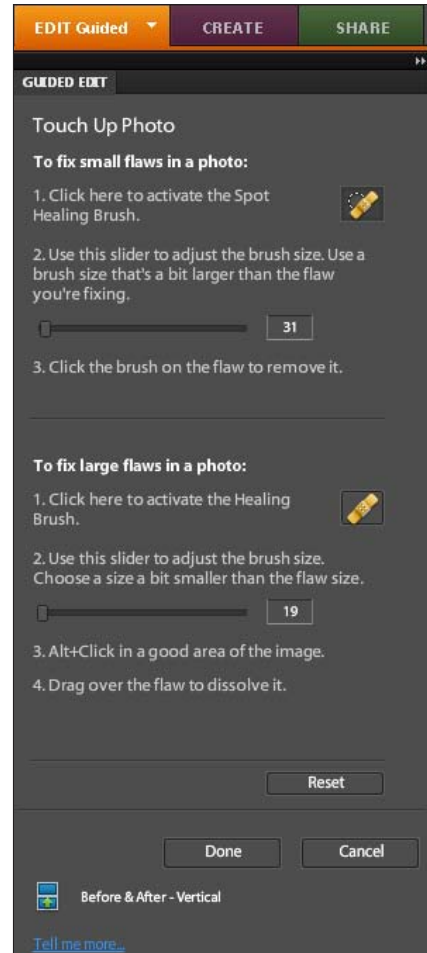 EDIT Guided CREATE SHARE
GUIDED EDIT
Touch Up Photo
To fix small flaws in a photo:
1. Click here to activate the Spot
Healing Brush.
2. Use this slider to adjust the brush size. Use a
brush size that's a bit larger than the flaw
you're fixing.
31
3. Click the brush on the flaw to remove it.
To fix large flaws in a photo:
1. Click here to activate the Healing
Brush.
2. Use this slider to adjust the brush size.
Choose a size a bit smaller than the flaw size.
19
3. Alt+Click in a good area of the image.
4. Drag over the flaw to dissolve it.
Reset
Done Cancel
Before & After - Vertical
Tell me more...